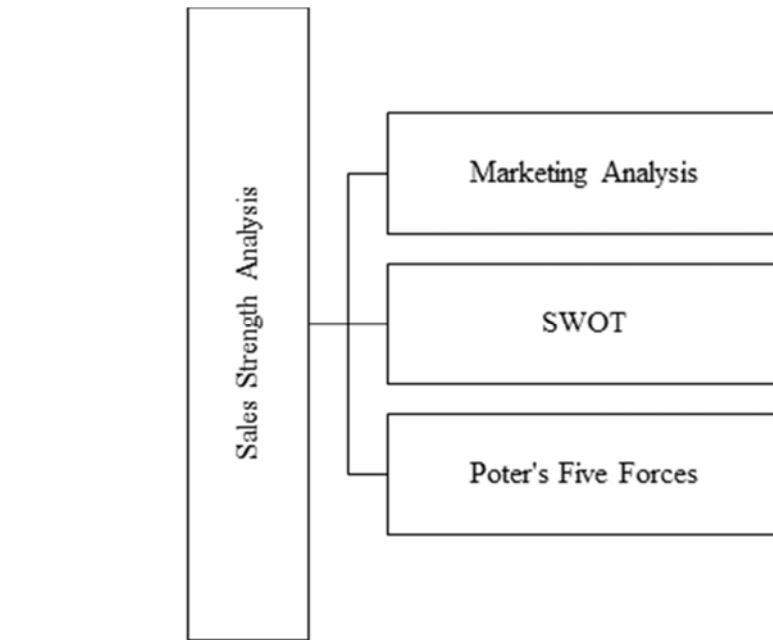 Sales Strength Analysis
Marketing Analysis
SWOT
Poter's Five Forces